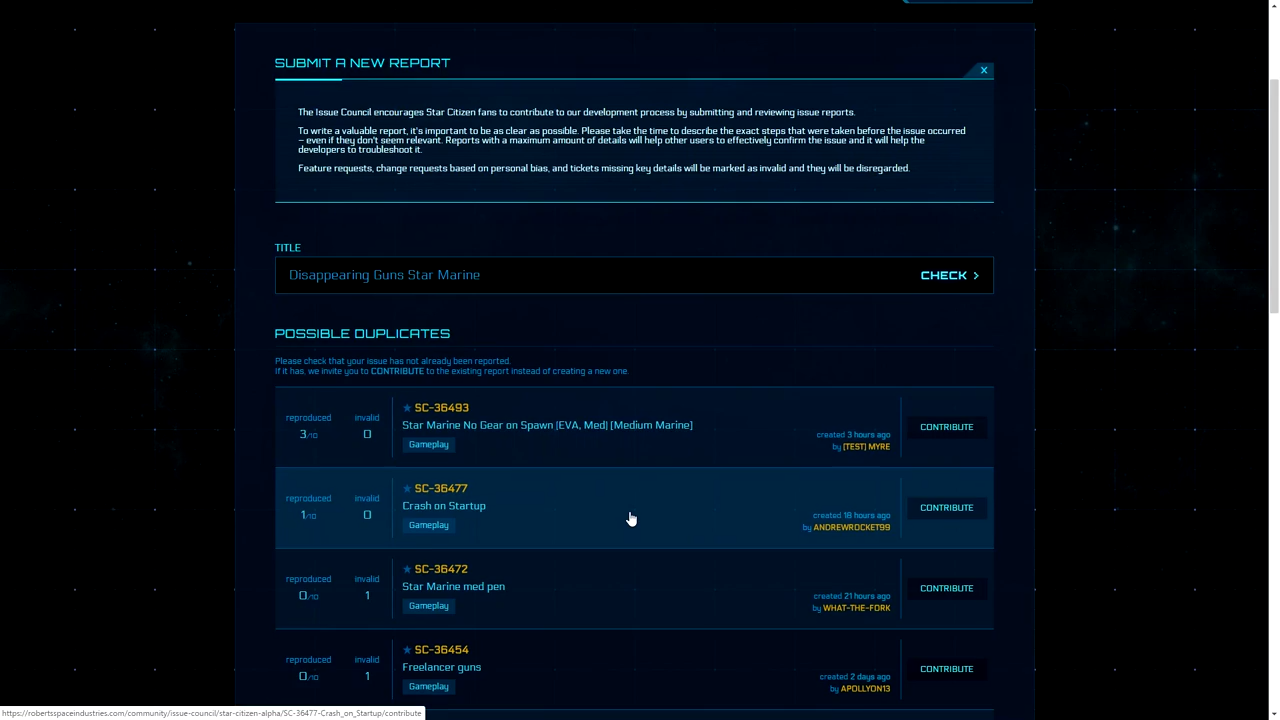 SUBMIT A NEW REPORT
X
The Issue Council encourages Star Citizen fans to contribute to our development process by submitting and reviewing issue reports.
To write a valuable report, it's important to be as clear as possible. Please take the time to describe the exact steps that were taken before the issue occurred
– even if they don't seem relevant. Reports with a maximum amount of details will help other users to effectively confirm the issue and it will help the
developers to troubleshoot it.
Feature requests, change requests based on personal bias, and tickets missing key details will be marked as invalid and they will be disregarded.
TITLE
Disappearing Guns Star Marine
CHECK >
POSSIBLE DUPLICATES
Please check that your issue has not already been reported.
If it has, we invite you to CONTRIBUTE to the existing report instead of creating a new one.
reproduced invalid
3/10 0
SC-36493
Star Marine No Gear on Spawn [EVA, Med] [Medium Marine]
Gameplay
created 3 hours ago
by [TEST] MYRE
CONTRIBUTE
reproduced invalid
1/10 0
SC-36477
Crash on Startup
Gameplay
created 18 hours ago
by ANDREWROCKET99
CONTRIBUTE
reproduced invalid
0/10 1
SC-36472
Star Marine med pen
Gameplay
created 21 hours ago
by WHAT-THE-FORK
CONTRIBUTE
reproduced invalid
0/10 1
SC-36454
Freelancer guns
Gameplay
created 2 days ago
by APOLLYON13
CONTRIBUTE
https://robertsspaceindustries.com/community/issue-council/star-citizen-alpha/SC-36477-Crash_on_Startup/contribute